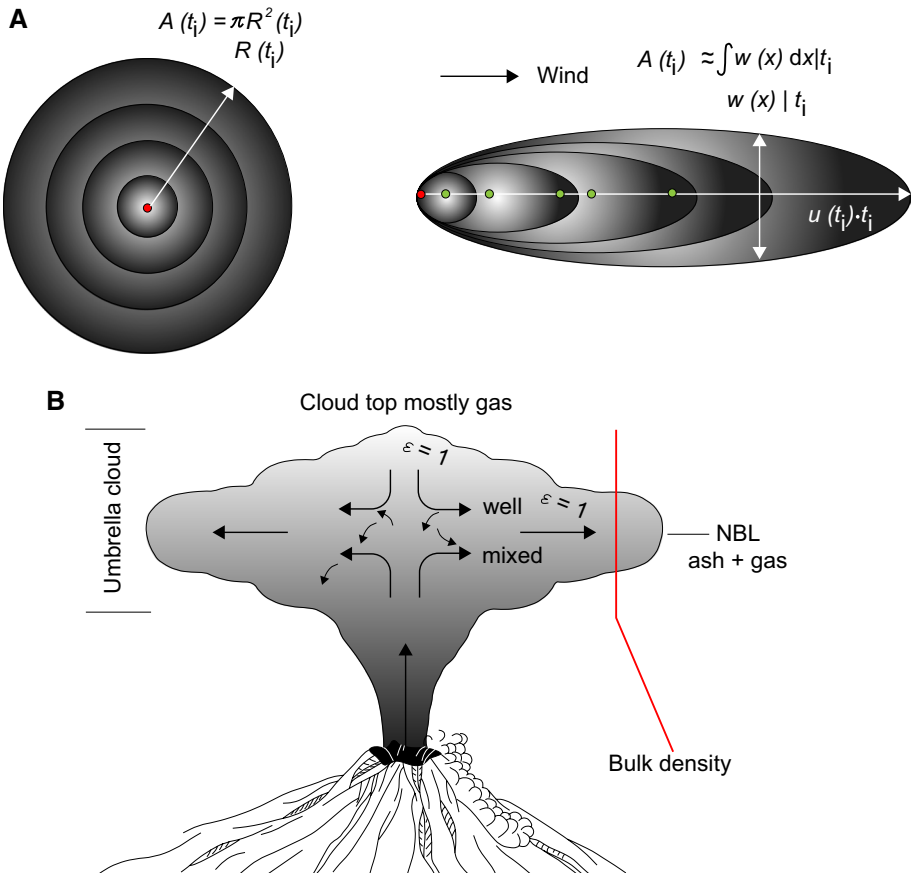 A
A (tᵢ) = πR²(tᵢ)
R (tᵢ)
Wind
A (tᵢ) ≈ ∫ w (x) dx|tᵢ
w (x) | tᵢ
u (tᵢ)·tᵢ
B
Cloud top mostly gas
Umbrella cloud
ε = 1
ε = 1
well
mixed
NBL
ash + gas
Bulk density